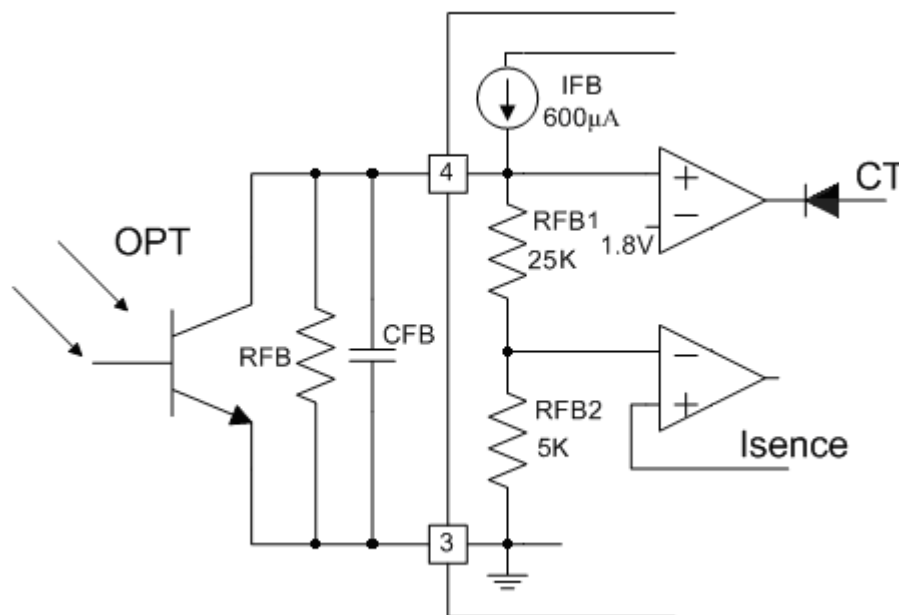 IFB
600μA
4
+
−
CT
OPT
RFB1
1.8V
25K
RFB
CFB
−
+
RFB2
5K
Isence
3